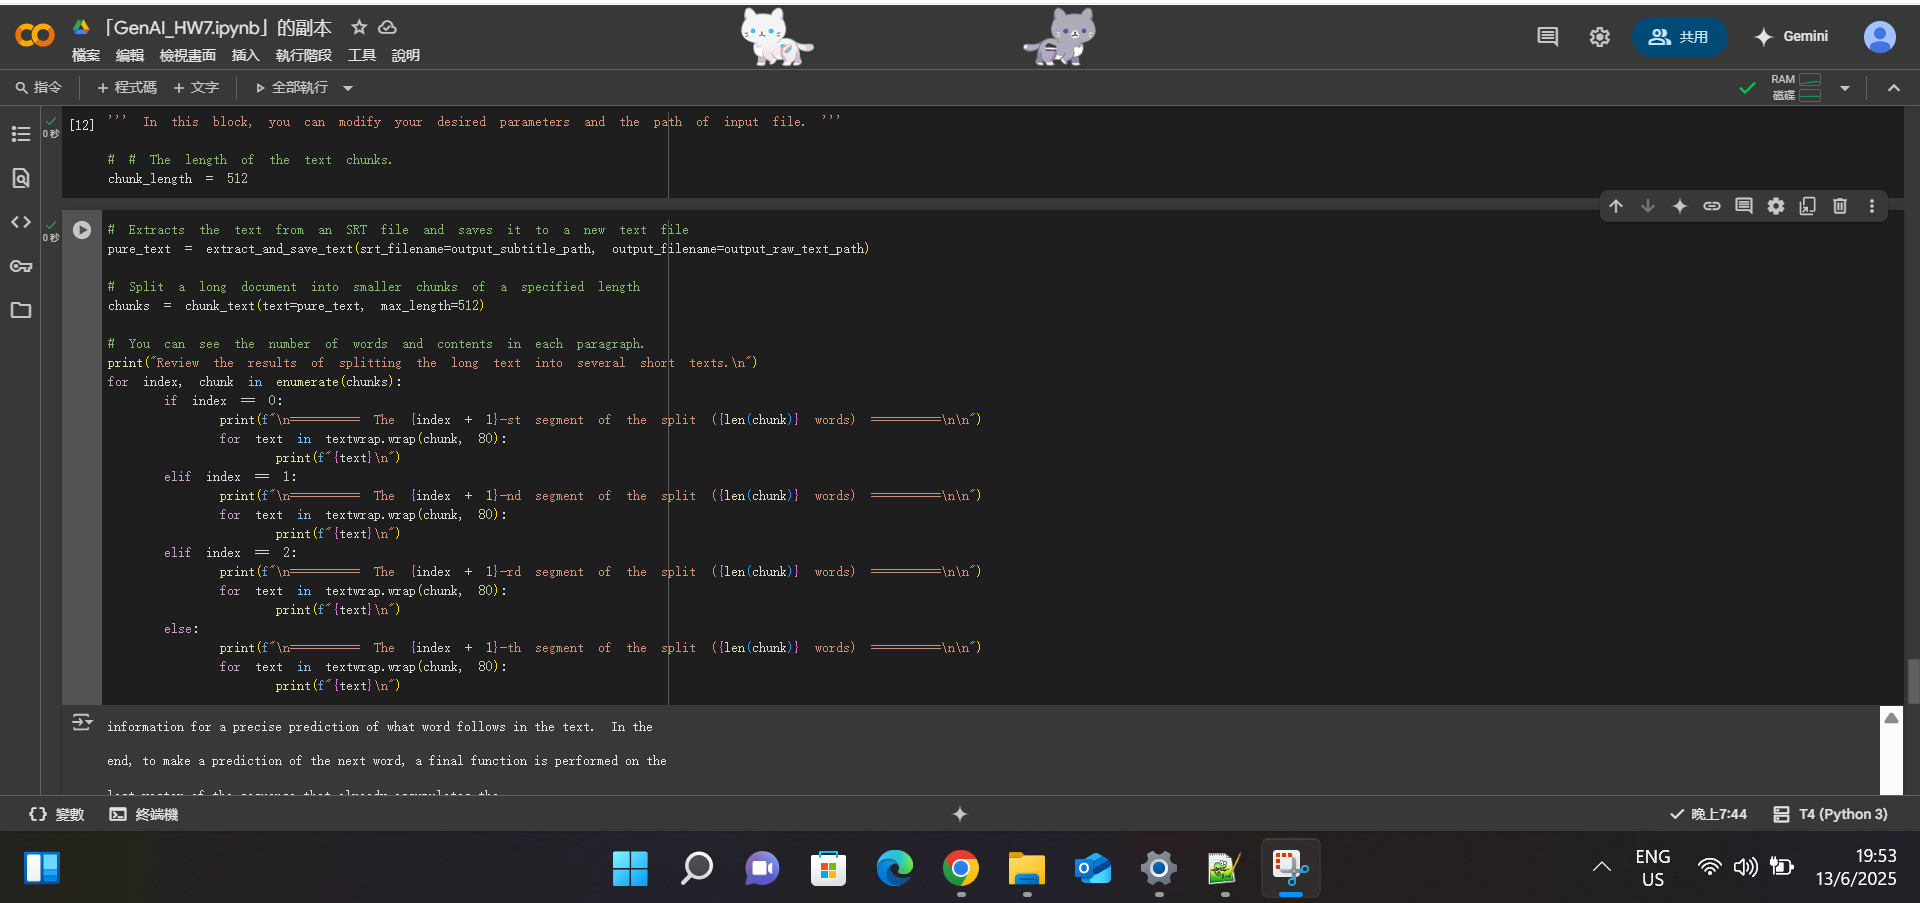 「GenAI_HW7.ipynb」的副本
檔案 編輯 檢視畫面 插入 執行階段 工具 說明
共用
Gemini
指令 + 程式碼 + 文字 全部執行
RAM
磁碟
0 秒
[12] ''' In this block, you can modify your desired parameters and the path of input file. '''
# # The length of the text chunks.
chunk_length = 512
0 秒
# Extracts the text from an SRT file and saves it to a new text file
pure_text = extract_and_save_text(srt_filename=output_subtitle_path, output_filename=output_raw_text_path)
# Split a long document into smaller chunks of a specified length
chunks = chunk_text(text=pure_text, max_length=512)
# You can see the number of words and contents in each paragraph.
print("Review the results of splitting the long text into several short texts.\n")
for index, chunk in enumerate(chunks):
if index == 0:
print(f"\n========== The {index + 1}-st segment of the split ({len(chunk)} words) ==========\n\n")
for text in textwrap.wrap(chunk, 80):
print(f"{text}\n")
elif index == 1:
print(f"\n========== The {index + 1}-nd segment of the split ({len(chunk)} words) ==========\n\n")
for text in textwrap.wrap(chunk, 80):
print(f"{text}\n")
elif index == 2:
print(f"\n========== The {index + 1}-rd segment of the split ({len(chunk)} words) ==========\n\n")
for text in textwrap.wrap(chunk, 80):
print(f"{text}\n")
else:
print(f"\n========== The {index + 1}-th segment of the split ({len(chunk)} words) ==========\n\n")
for text in textwrap.wrap(chunk, 80):
print(f"{text}\n")
information for a precise prediction of what word follows in the text. In the
end, to make a prediction of the next word, a final function is performed on the
last vector of the sequence that already accumulates the
變數 終端機
晚上7:44 T4 (Python 3)
ENG
US
19:53
13/6/2025